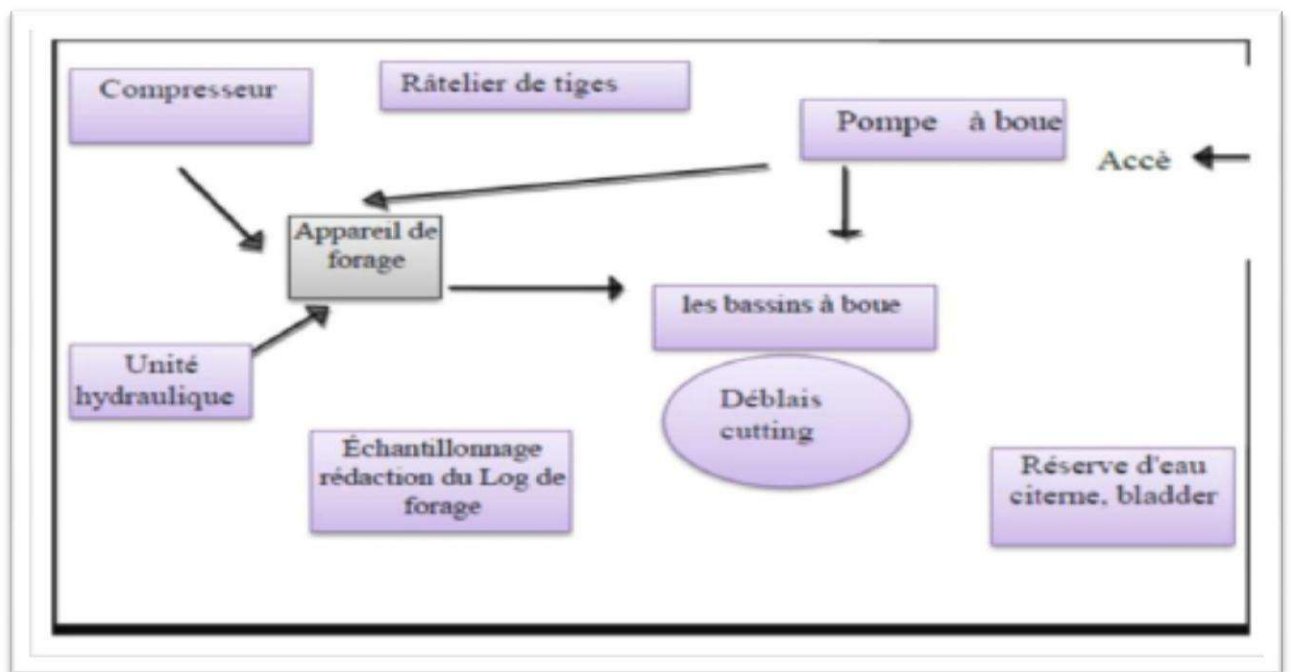 Compresseur
Râtelier de tiges
Pompe à boue
Accè
Appareil de
forage
les bassins à boue
Unité
hydraulique
Déblais
cutting
Échantillonnage
rédaction du Log de
forage
Réserve d'eau
citerne, bladder